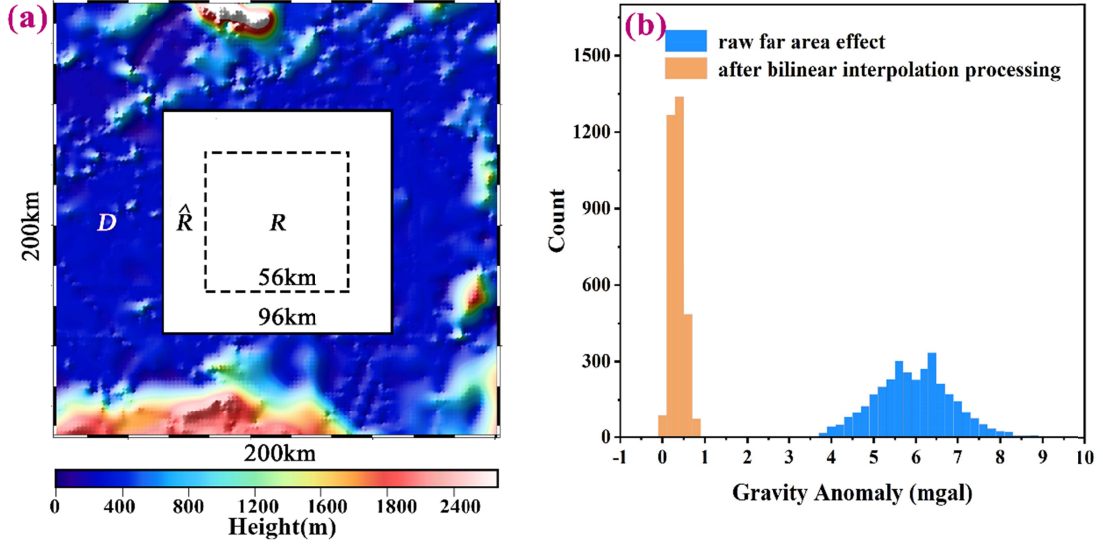 (a)
200km
D
R̂
R
56km
96km
200km
0 400 800 1200 1600 1800 2400
Height(m)
(b)
raw far area effect
after bilinear interpolation processing
1500
1200
900
600
300
0
Count
-1 0 1 2 3 4 5 6 7 8 9 10
Gravity Anomaly (mgal)